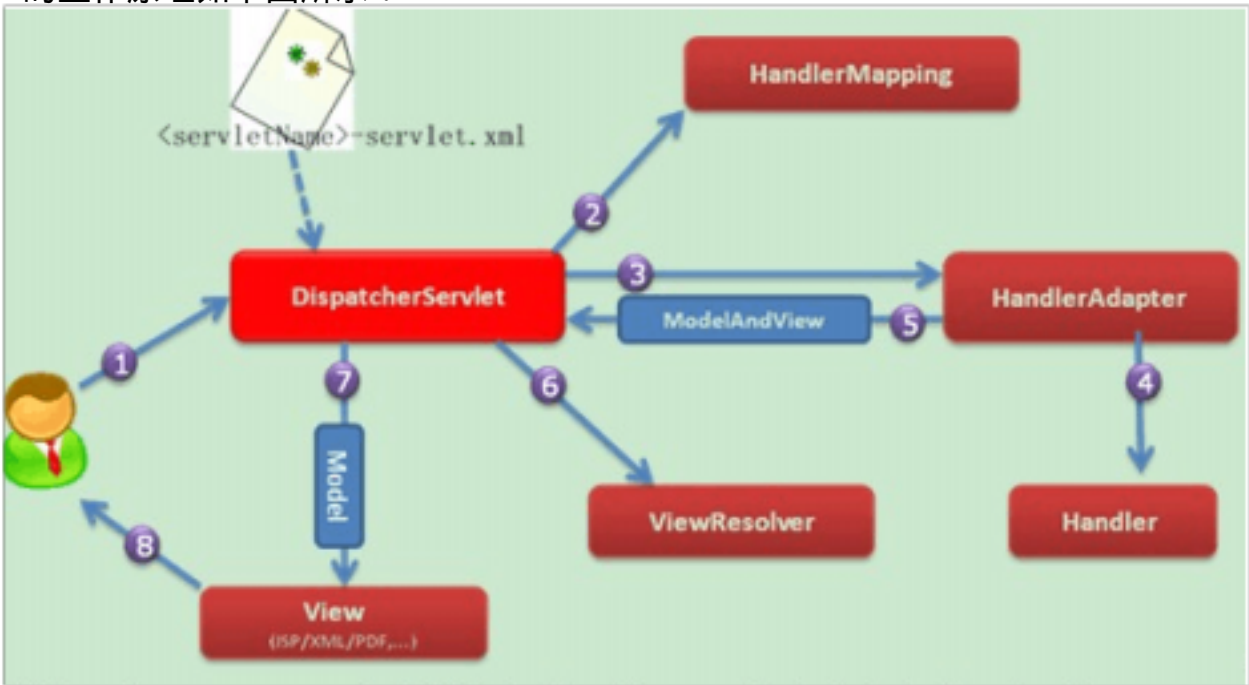 <servletName>-servlet.xml
HandlerMapping
2
DispatcherServlet
3
HandlerAdapter
ModelAndView
5
1
7
6
4
Model
ViewResolver
Handler
8
View
(JSP/XML/PDF,...)